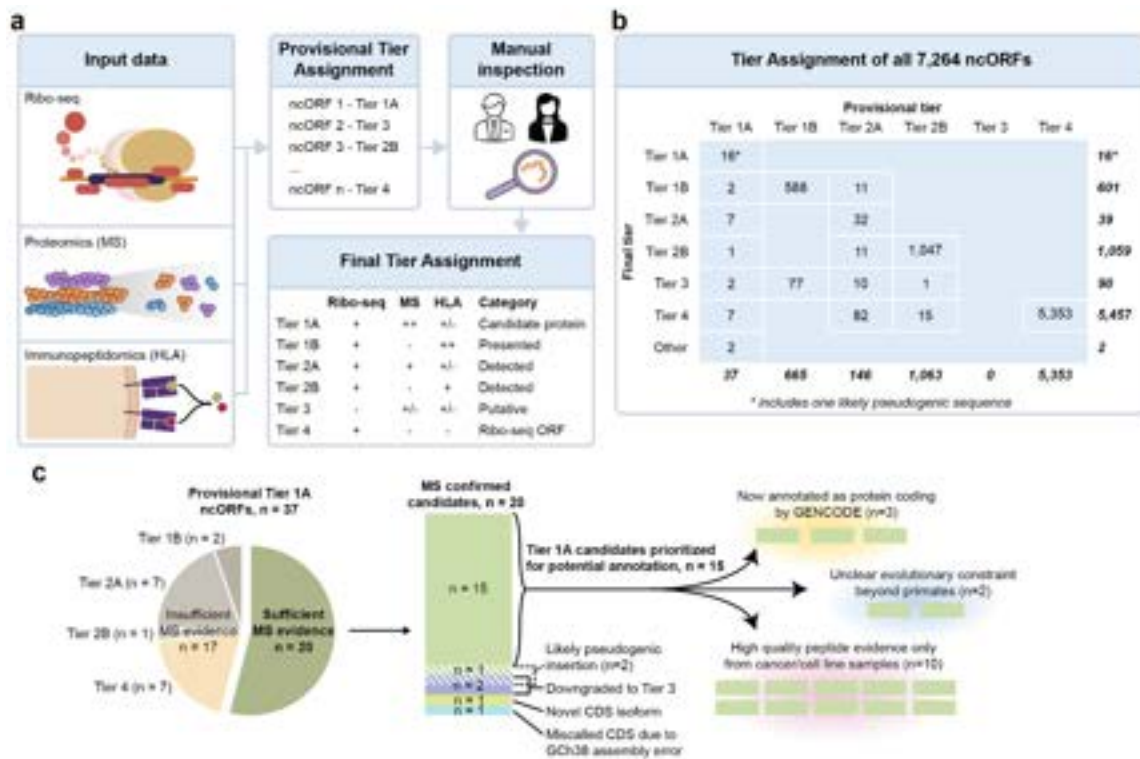 a
Input data
Ribo-seq
Proteomics (MS)
Immunopeptidomics (HLA)
Provisional Tier
Assignment
ncORF 1 - Tier 1A
ncORF 2 - Tier 3
ncORF 3 - Tier 2B
...
ncORF n - Tier 4
Manual
inspection
Final Tier Assignment
Ribo-seq MS HLA Category
Tier 1A + ++ +/- Candidate protein
Tier 1B + - ++ Presented
Tier 2A + + +/- Detected
Tier 2B + - + Detected
Tier 3 - +/- +/- Putative
Tier 4 + - - Ribo-seq ORF
b
Tier Assignment of all 7,264 ncORFs
Provisional tier
Tier 1A Tier 1B Tier 2A Tier 2B Tier 3 Tier 4
Final tier
Tier 1A 16* 16*
Tier 1B 2 588 11 601
Tier 2A 7 32 39
Tier 2B 1 11 1,047 1,059
Tier 3 2 77 10 1 90
Tier 4 7 82 15 5,353 5,457
Other 2 2
37 665 146 1,063 0 5,353
* includes one likely pseudogenic sequence
c
Provisional Tier 1A
ncORFs, n = 37
Tier 1B (n = 2)
Tier 2A (n = 7)
Tier 2B (n = 1)
Tier 4 (n = 7)
Insufficient
MS evidence
n = 17
Sufficient
MS evidence
n = 20
MS confirmed
candidates, n = 20
n = 15
n = 1
n = 2
n = 1
n = 1
Tier 1A candidates prioritized
for potential annotation, n = 15
Likely pseudogenic
insertion (n=2)
Downgraded to Tier 3
Novel CDS isoform
Miscalled CDS due to
GCh38 assembly error
Now annotated as protein coding
by GENCODE (n=3)
Unclear evolutionary constraint
beyond primates (n=2)
High quality peptide evidence only
from cancer/cell line samples (n=10)